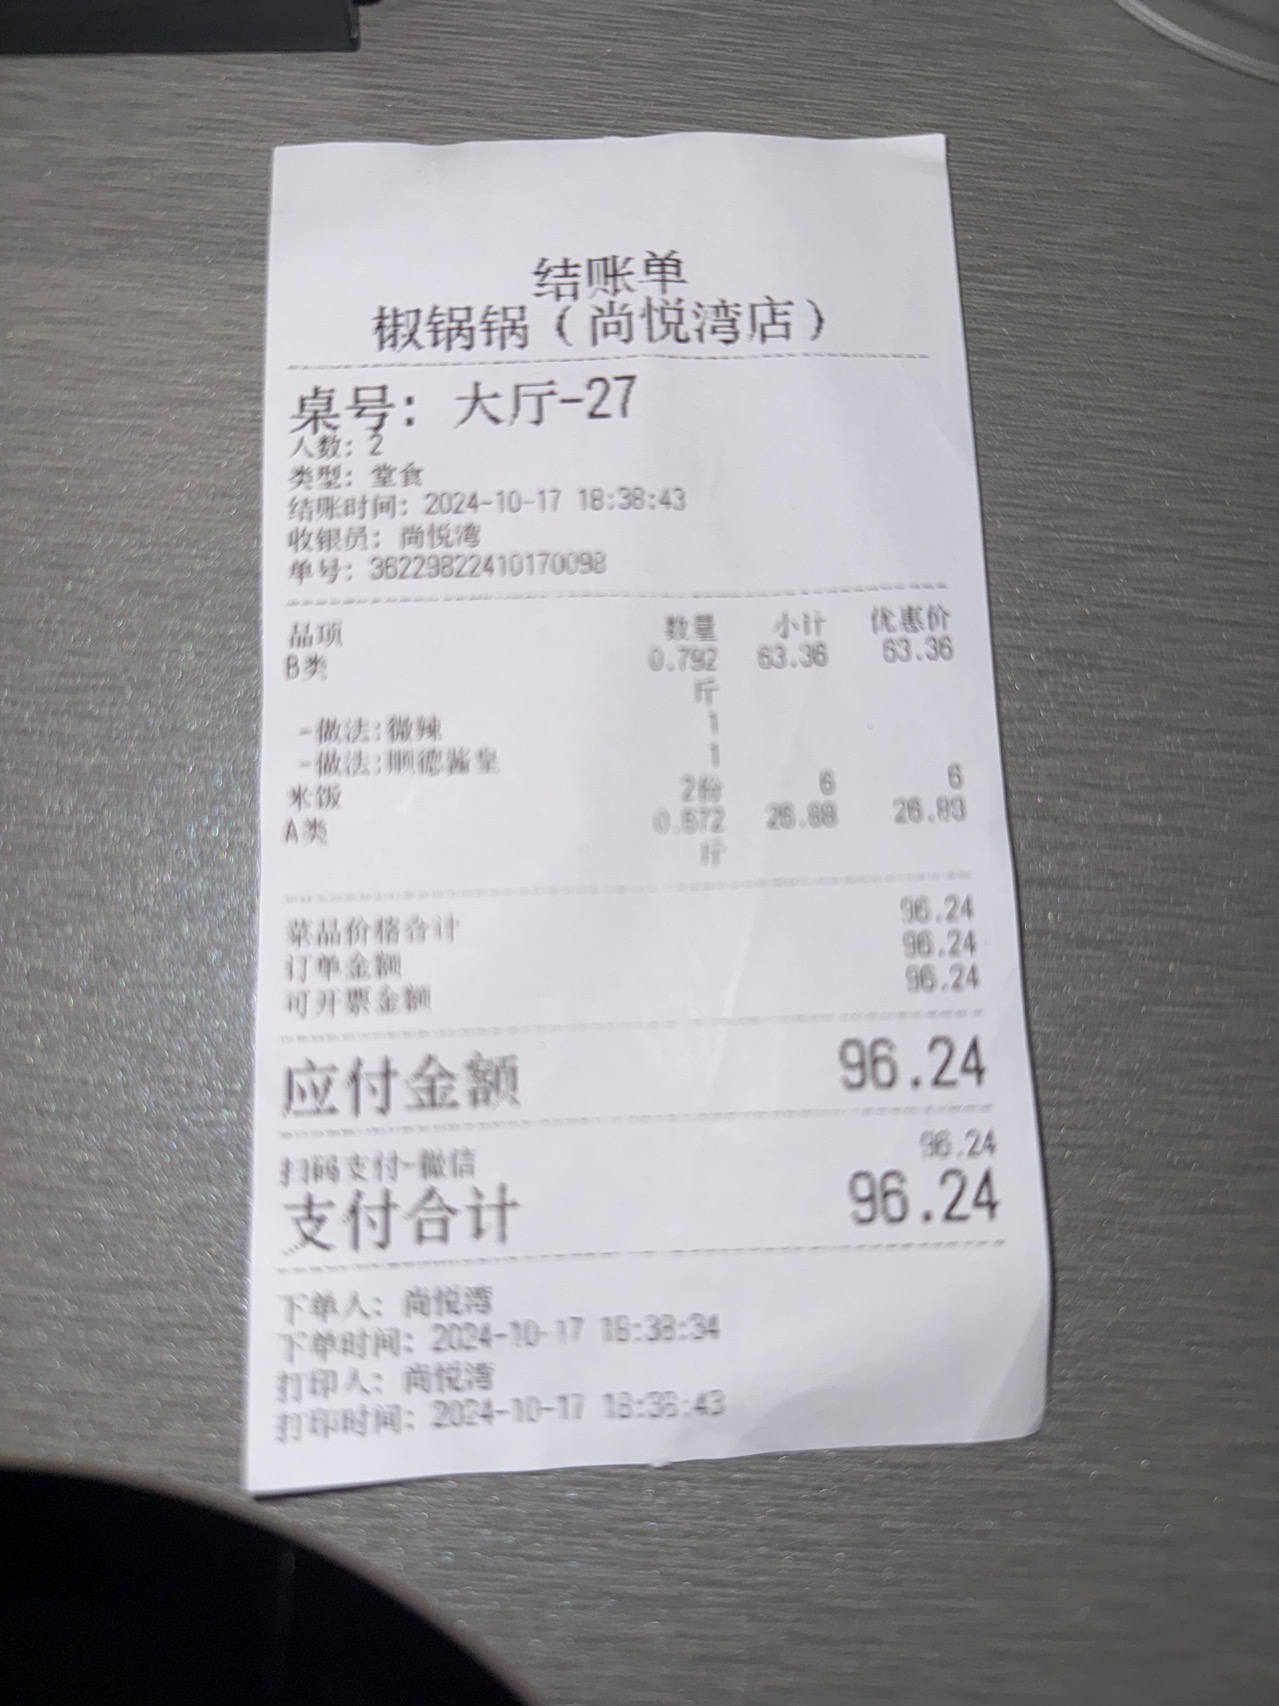 结账单
椒锅锅（尚悦湾店）
桌号：大厅-27
人数：2
类型：堂食
结账时间：2024-10-17 18:38:43
收银员：尚悦湾
单号：36229822410170098
品项 数量 小计 优惠价
B类 0.792 63.36 63.36
斤
-做法:微辣 1
-做法:顺德酱皇 1
米饭 2份 6 6
A类 0.672 26.88 26.88
斤
菜品价格合计 96.24
订单金额 96.24
可开票金额 96.24
应付金额 96.24
扫码支付-微信 96.24
支付合计 96.24
下单人：尚悦湾
下单时间：2024-10-17 18:38:34
打印人：尚悦湾
打印时间：2024-10-17 18:38:43